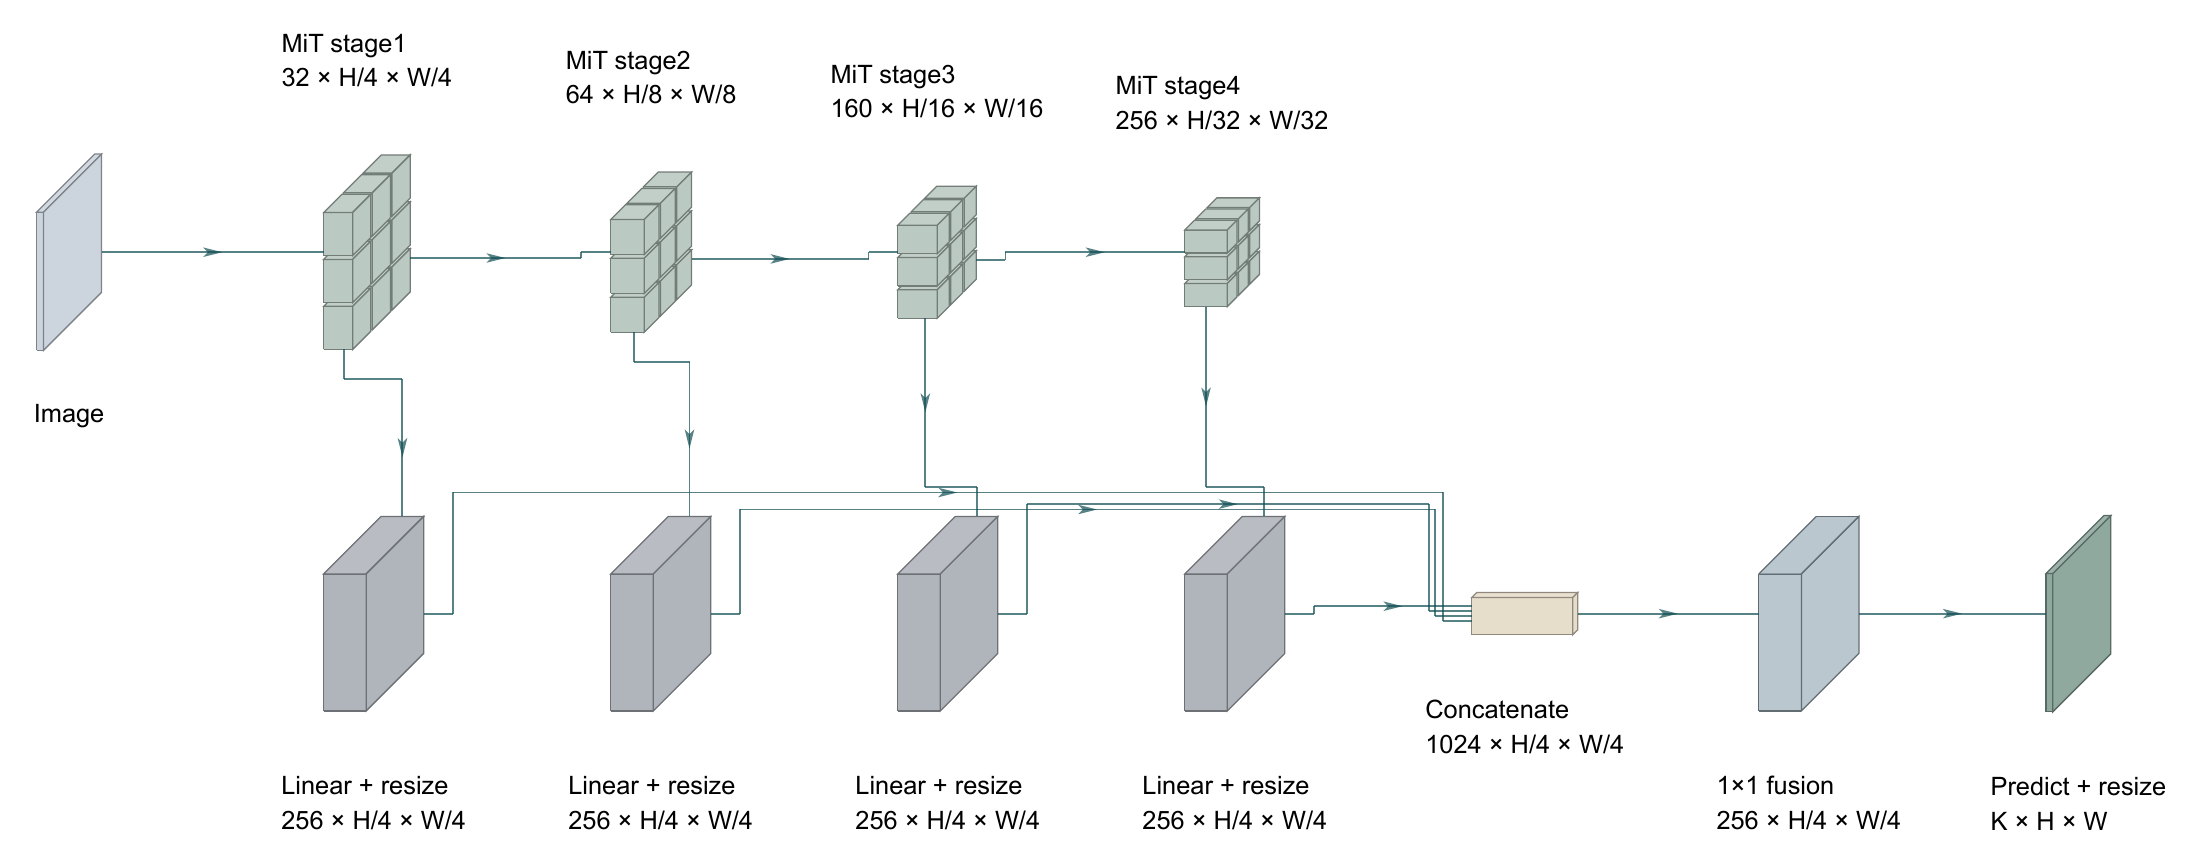 MiT stage1
32 × H/4 × W/4
MiT stage2
64 × H/8 × W/8
MiT stage3
160 × H/16 × W/16
MiT stage4
256 × H/32 × W/32
Image
Linear + resize
256 × H/4 × W/4
Linear + resize
256 × H/4 × W/4
Linear + resize
256 × H/4 × W/4
Linear + resize
256 × H/4 × W/4
Concatenate
1024 × H/4 × W/4
1×1 fusion
256 × H/4 × W/4
Predict + resize
K × H × W